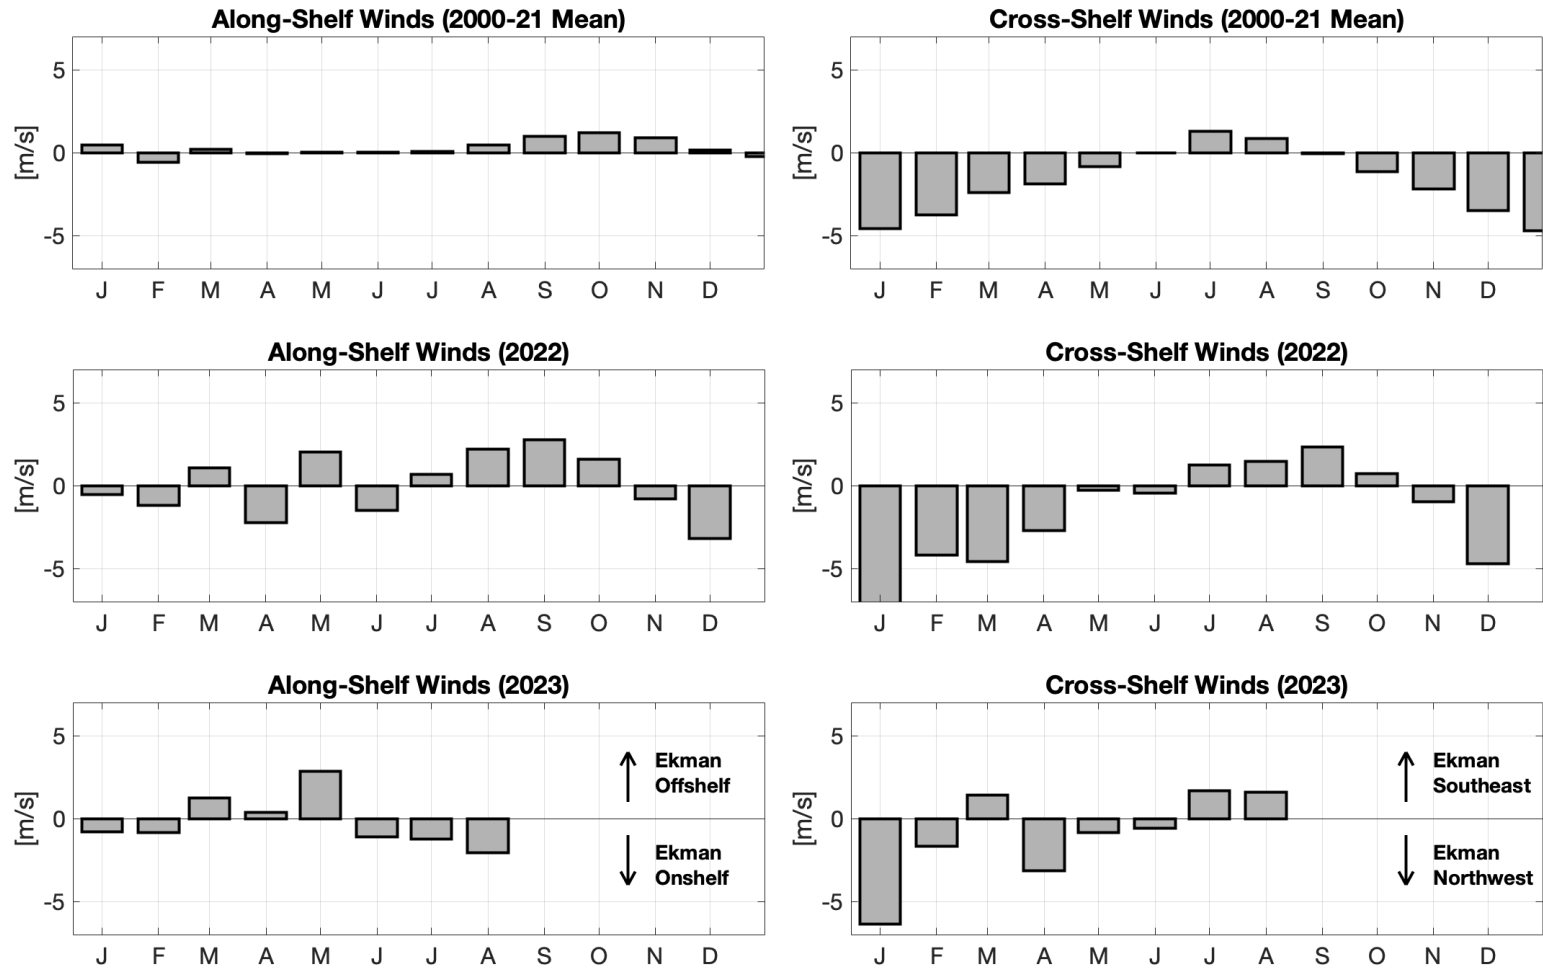 Along-Shelf Winds (2000-21 Mean)
[m/s]
5
0
-5
J F M A M J J A S O N D
Cross-Shelf Winds (2000-21 Mean)
[m/s]
5
0
-5
J F M A M J J A S O N D
Along-Shelf Winds (2022)
[m/s]
5
0
-5
J F M A M J J A S O N D
Cross-Shelf Winds (2022)
[m/s]
5
0
-5
J F M A M J J A S O N D
Along-Shelf Winds (2023)
[m/s]
5
0
-5
Ekman
Offshelf
Ekman
Onshelf
J F M A M J J A S O N D
Cross-Shelf Winds (2023)
[m/s]
5
0
-5
Ekman
Southeast
Ekman
Northwest
J F M A M J J A S O N D